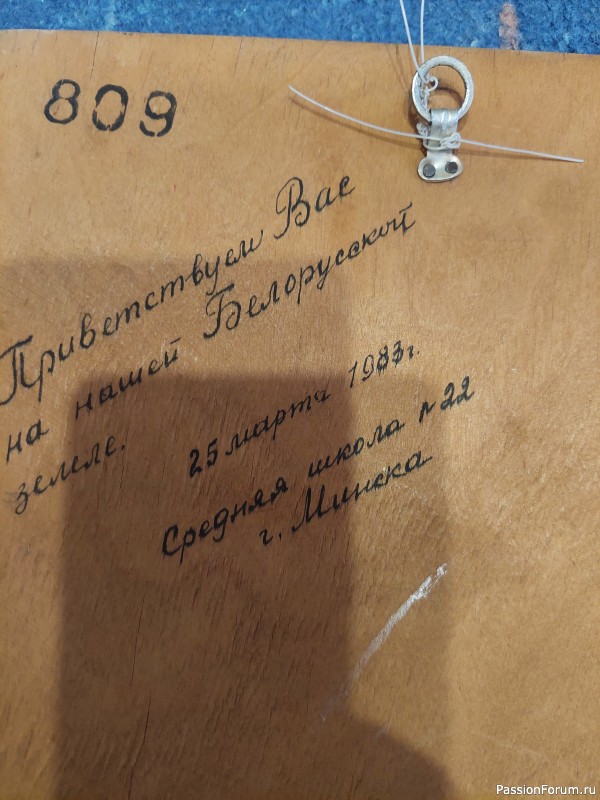 809
Приветствуем Вас
на нашей Белорусской
земле.
25 марта 1983г.
Средняя школа №22
г. Минска
PassionForum.ru